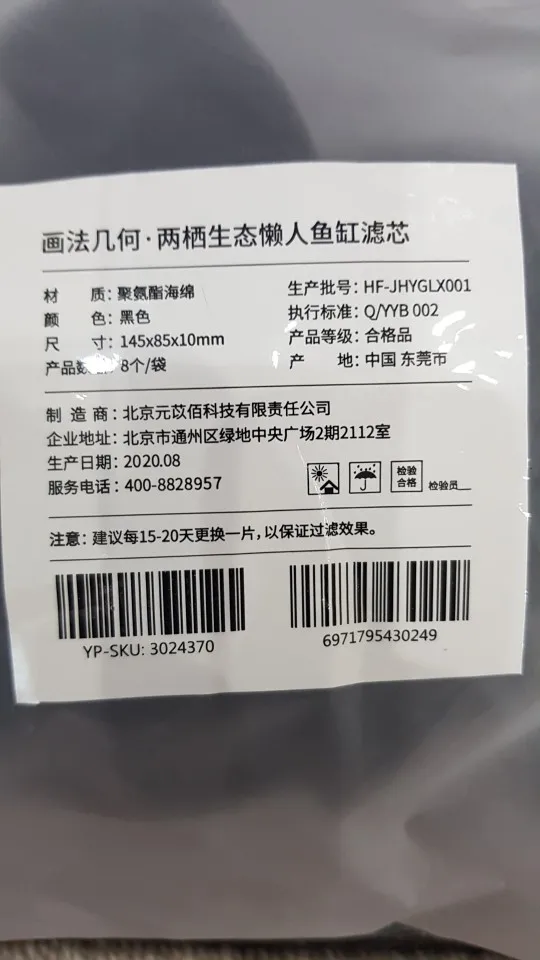 画法几何·两栖生态懒人鱼缸滤芯
材 质：聚氨酯海绵
颜 色：黑色
尺 寸：145x85x10mm
产品数 8个/袋
生产批号：HF-JHYGLX001
执行标准：Q/YYB 002
产品等级：合格品
产 地：中国 东莞市
制 造 商：北京元苡佰科技有限责任公司
企业地址：北京市通州区绿地中央广场2期2112室
生产日期：2020.08
服务电话：400-8828957
检验
合格
检验员__
注意：建议每15-20天更换一片，以保证过滤效果。
YP-SKU: 3024370
6971795430249